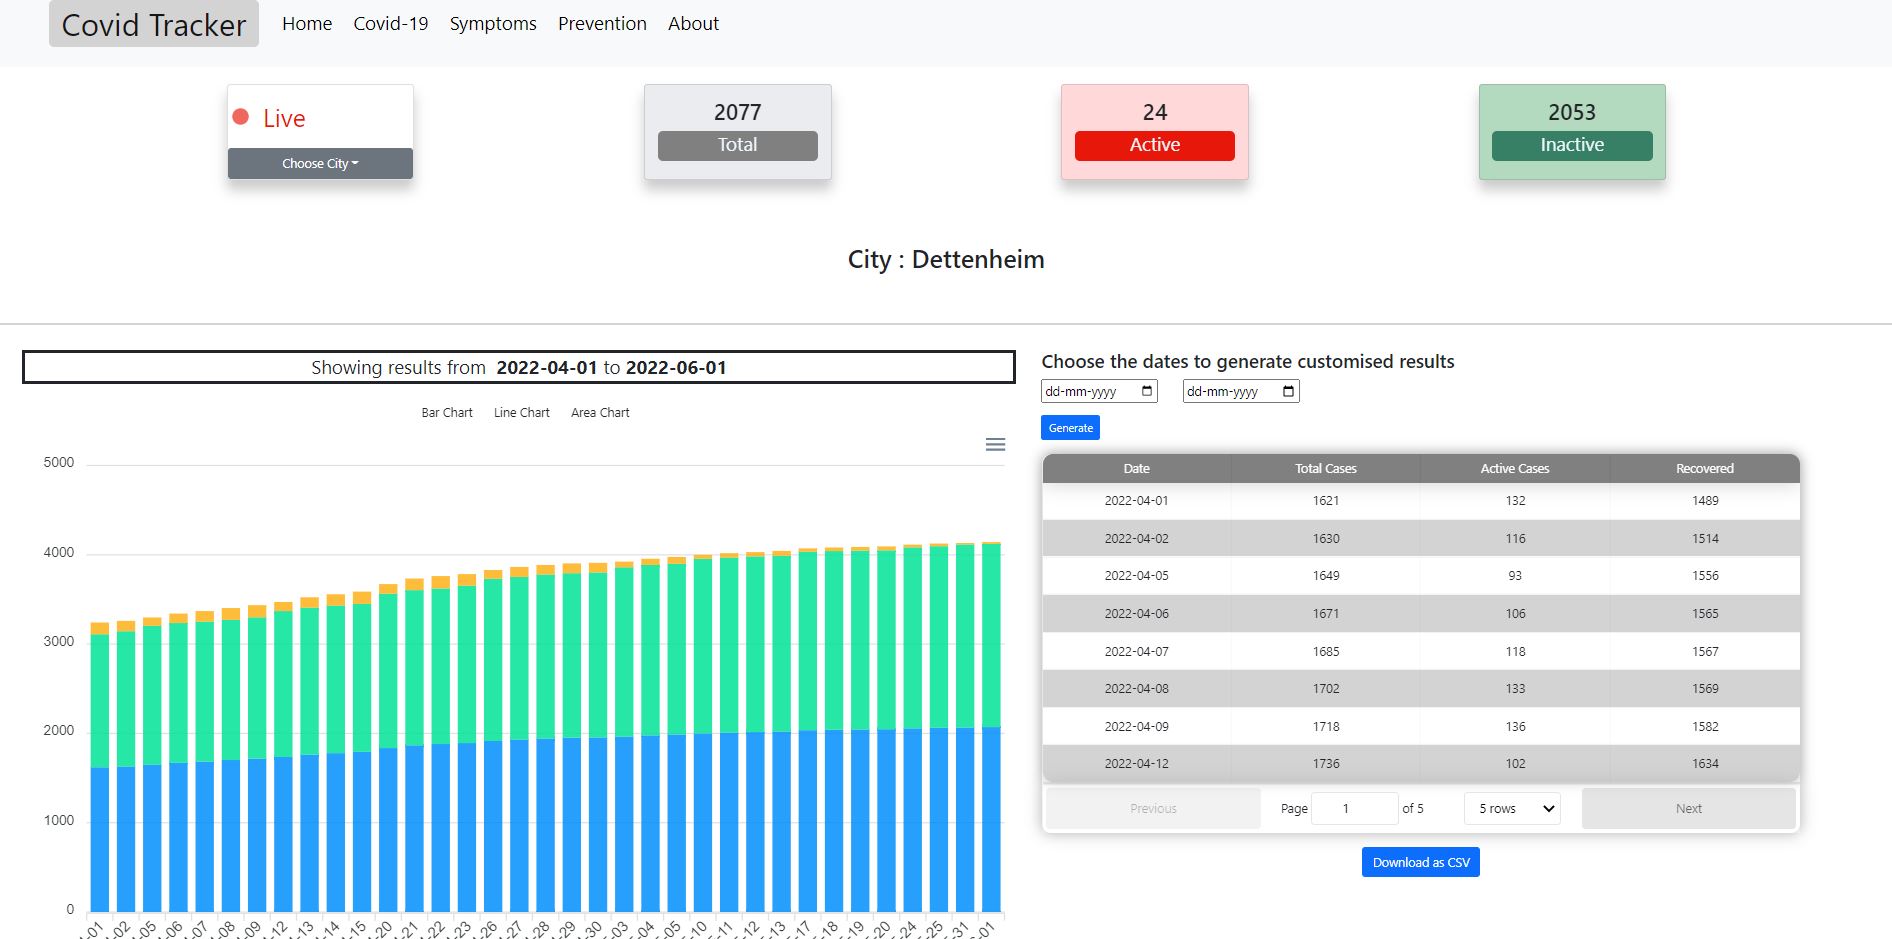 Covid Tracker Home Covid-19 Symptoms Prevention About
Live
Choose City
2077
Total
24
Active
2053
Inactive
City : Dettenheim
Showing results from 2022-04-01 to 2022-06-01
Bar Chart Line Chart Area Chart
5000
4000
3000
2000
1000
0
-01 -02 -05 -06 -07 -08 -09 -12 -13 -14 -15 -20 -21 -22 -23 -26 -27 -28 -29 -30 -03 -04 -05 -10 -11 -12 -13 -17 -18 -19 -20 -24 -25 -31 -01
Choose the dates to generate customised results
dd-mm-yyyy dd-mm-yyyy
Generate
Date Total Cases Active Cases Recovered
2022-04-01 1621 132 1489
2022-04-02 1630 116 1514
2022-04-05 1649 93 1556
2022-04-06 1671 106 1565
2022-04-07 1685 118 1567
2022-04-08 1702 133 1569
2022-04-09 1718 136 1582
2022-04-12 1736 102 1634
Previous Page 1 of 5 5 rows Next
Download as CSV